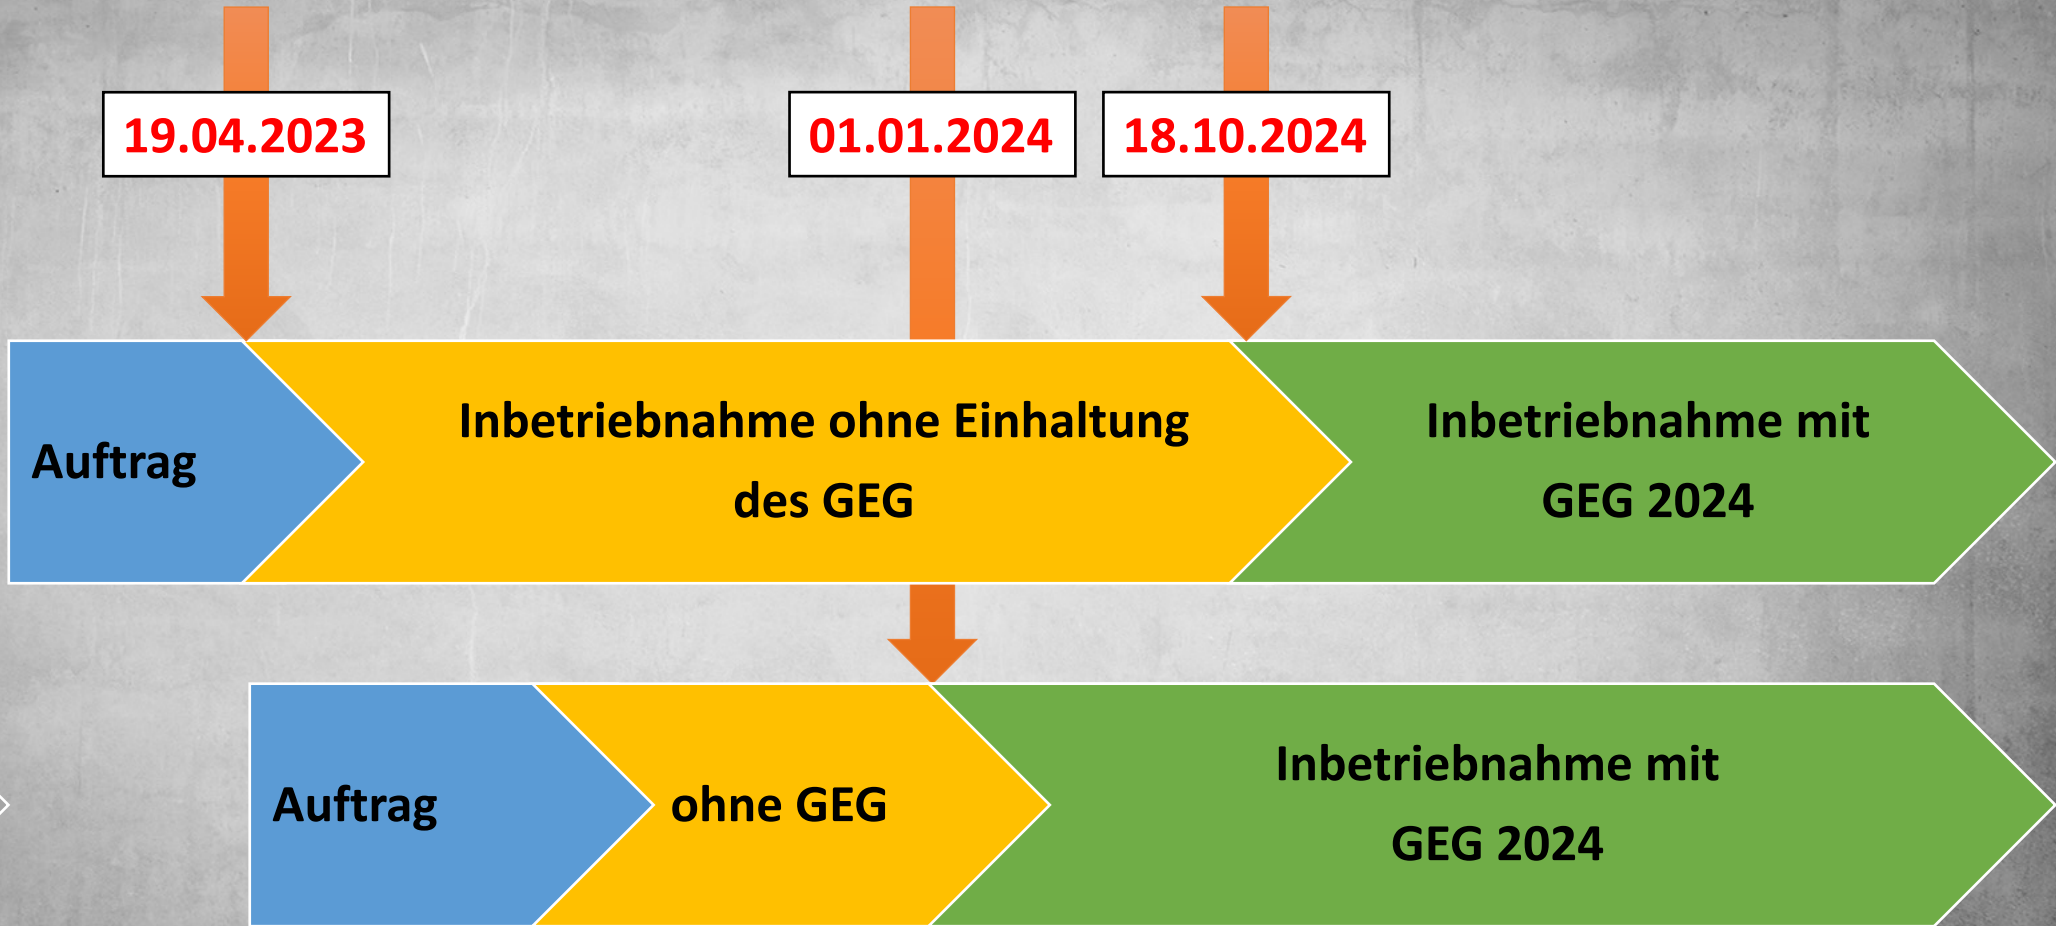 19.04.2023
01.01.2024
18.10.2024
Auftrag
Inbetriebnahme ohne Einhaltung
des GEG
Inbetriebnahme mit
GEG 2024
Auftrag
ohne GEG
Inbetriebnahme mit
GEG 2024